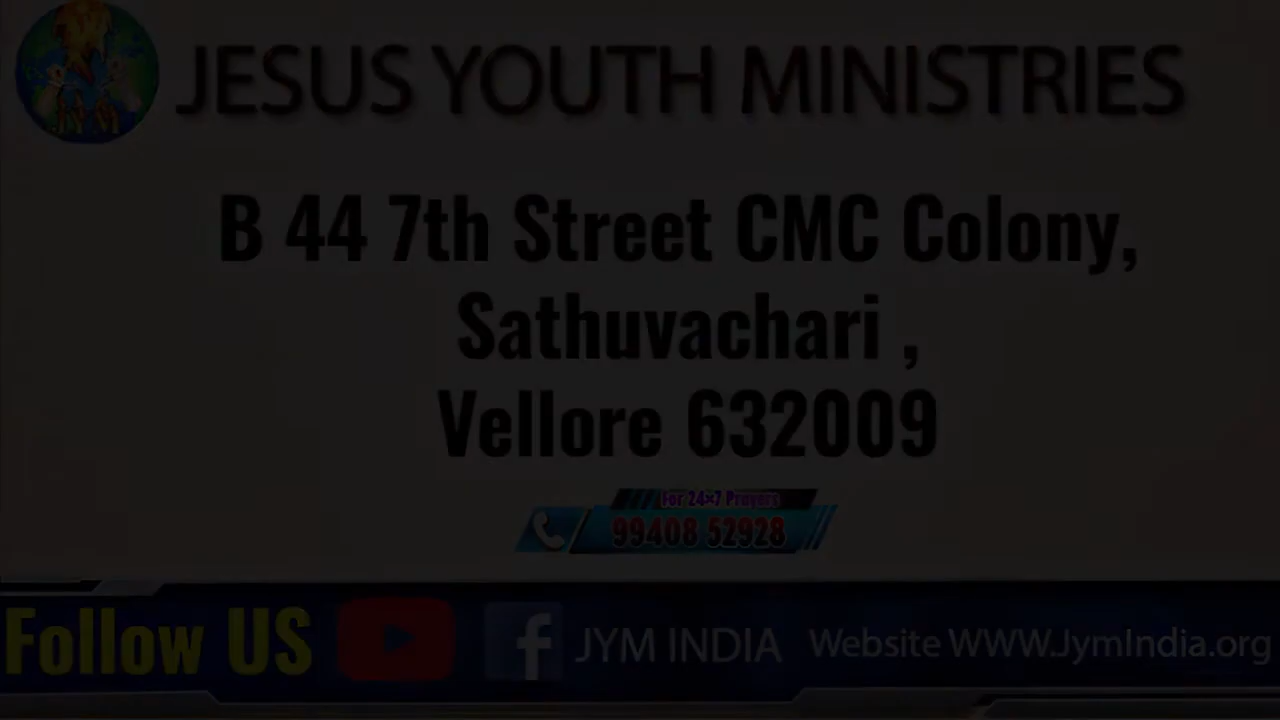 JESUS YOUTH MINISTRIES
B 44 7th Street CMC Colony,
Sathuvachari ,
Vellore 632009
For 24×7 Prayers
99408 52928
Follow US JYM INDIA Website WWW.JymIndia.org